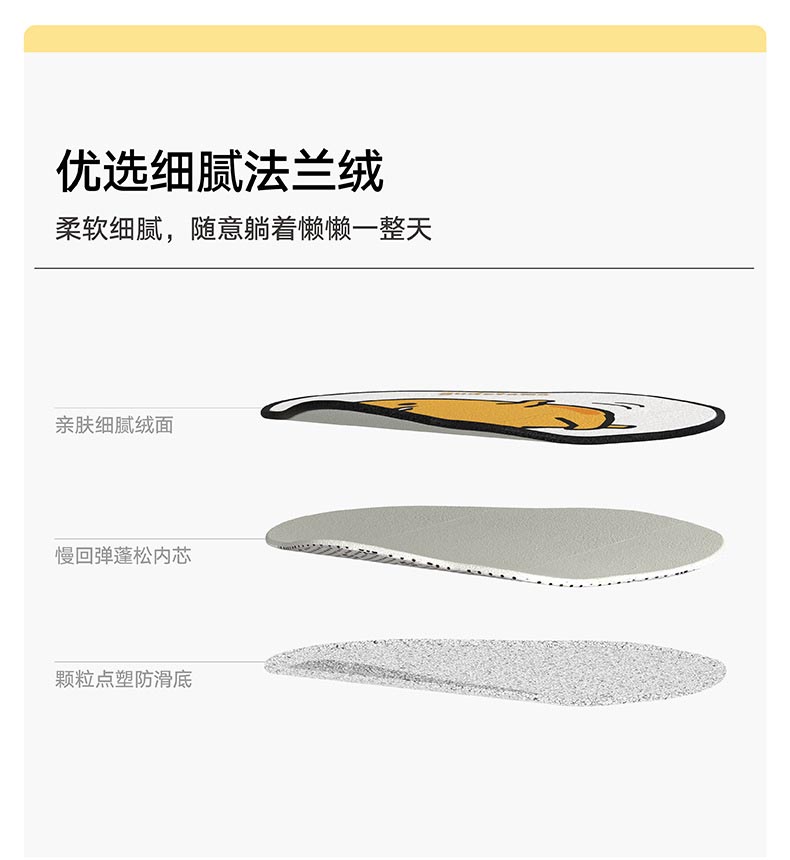 优选细腻法兰绒
柔软细腻，随意躺着懒懒一整天
亲肤细腻绒面
慢回弹蓬松内芯
颗粒点塑防滑底